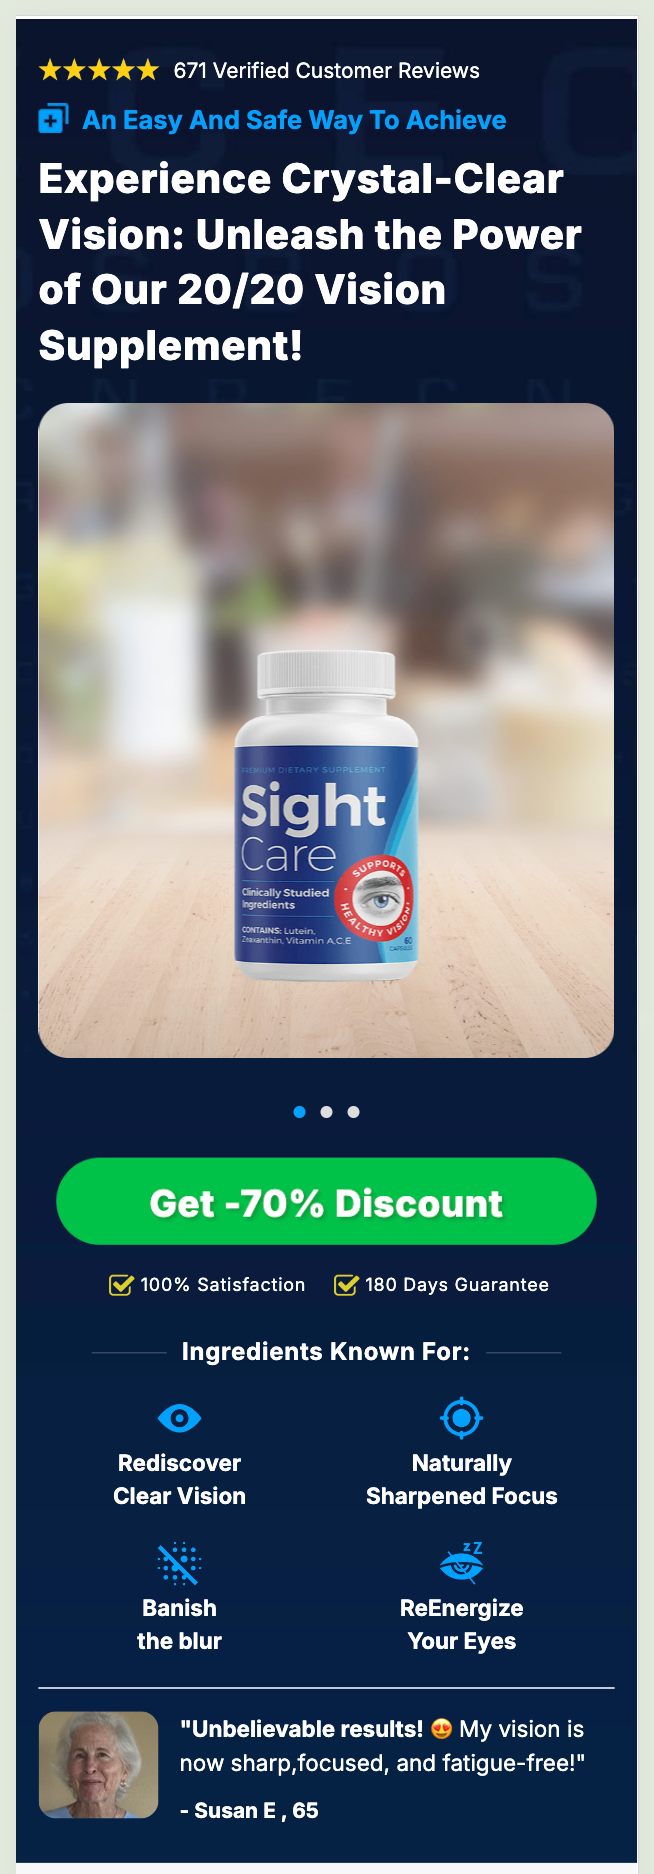 671 Verified Customer Reviews
An Easy And Safe Way To Achieve
Experience Crystal-Clear
Vision: Unleash the Power
of Our 20/20 Vision
Supplement!
PREMIUM DIETARY SUPPLEMENT
Sight
Care
Clinically Studied
Ingredients
CONTAINS: Lutein,
Zeaxanthin, Vitamin A,C,E
SUPPORTS
HEALTHY VISION!
60
CAPSULES
Get -70% Discount
100% Satisfaction
180 Days Guarantee
Ingredients Known For:
Rediscover
Clear Vision
Naturally
Sharpened Focus
Banish
the blur
ReEnergize
Your Eyes
"Unbelievable results! 😍 My vision is
now sharp,focused, and fatigue-free!"
- Susan E , 65